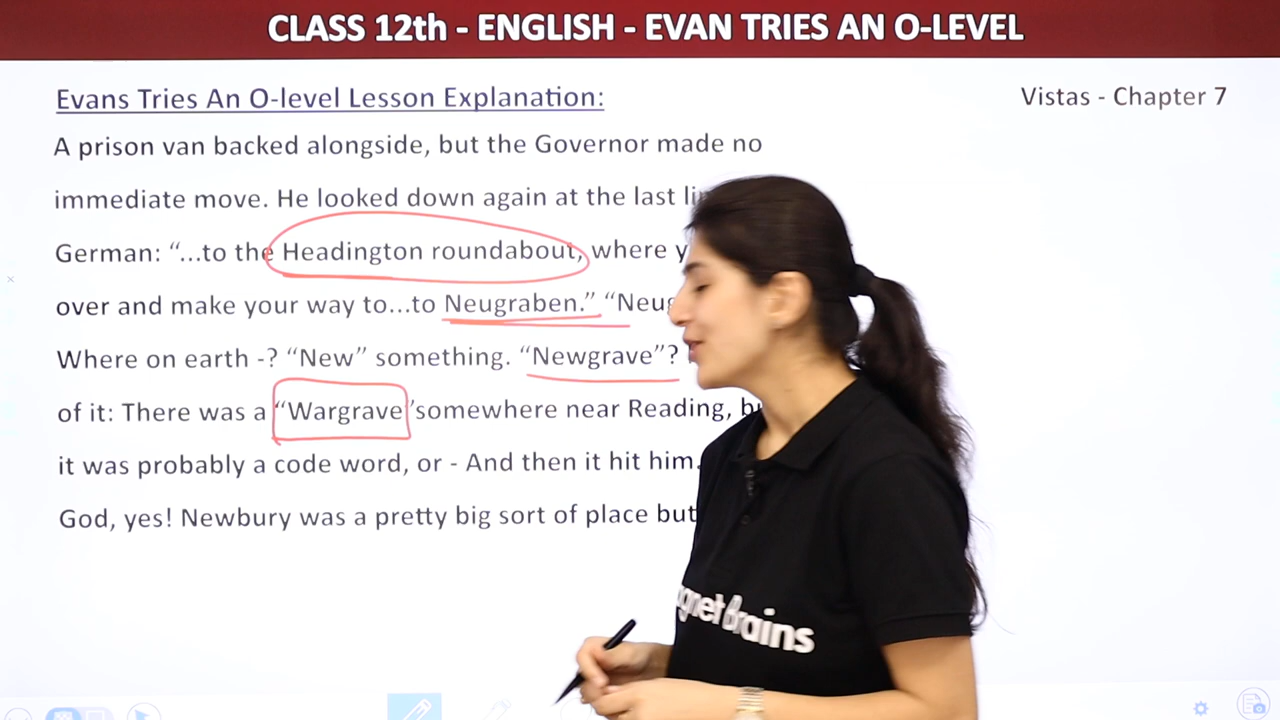 CLASS 12th - ENGLISH - EVAN TRIES AN O-LEVEL
Evans Tries An O-level Lesson Explanation:
Vistas - Chapter 7
A prison van backed alongside, but the Governor made no
immediate move. He looked down again at the last
German: “...to the Headington roundabout, where
over and make your way to...to Neugraben.”
Where on earth -? “New” something. “Newgrave”?
of it: There was a “Wargrave’somewhere near Reading,
it was probably a code word, or - And then it hit him.
God, yes! Newbury was a pretty big sort of place but
Brains